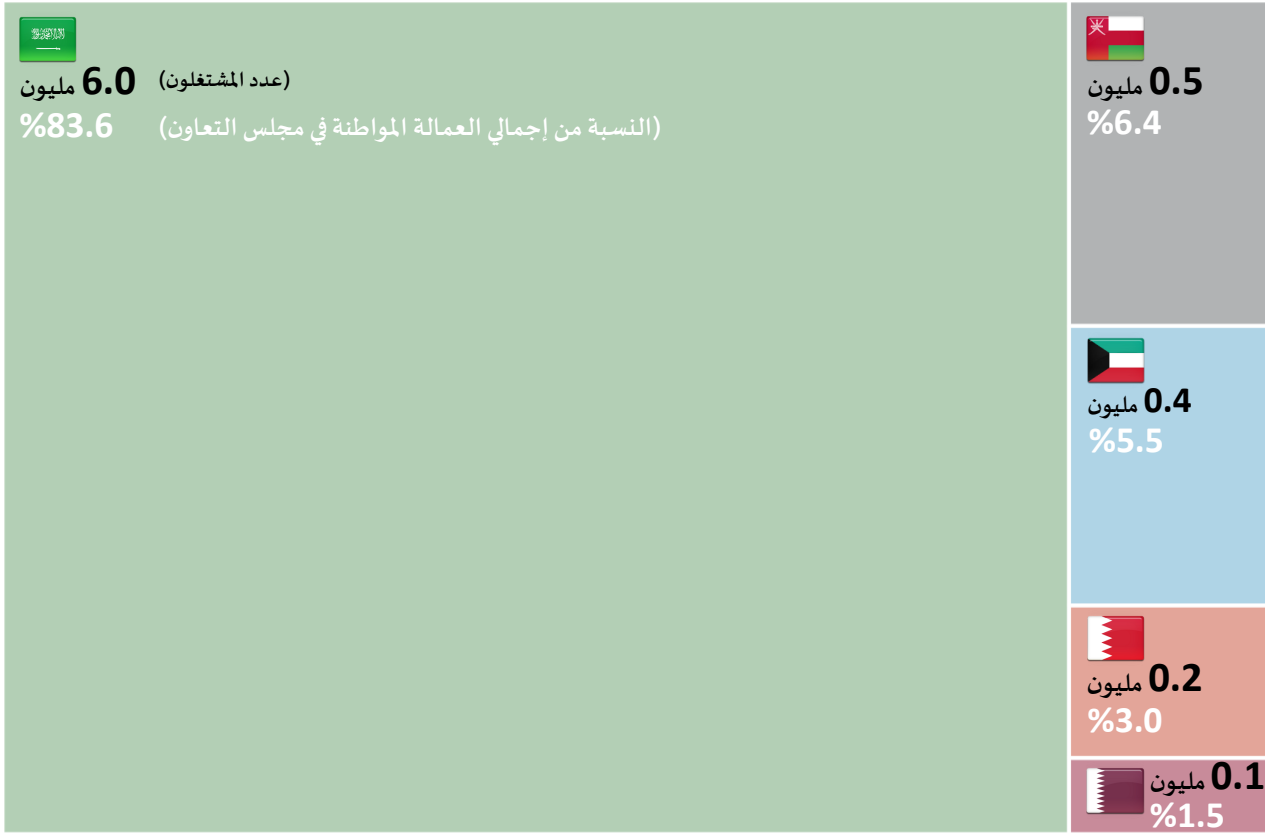 6.0 مليون (عدد المشتغلون)
%83.6 (النسبة من إجمالي العمالة المواطنة في مجلس التعاون)
0.5 مليون
%6.4
0.4 مليون
%5.5
0.2 مليون
%3.0
0.1 مليون
%1.5